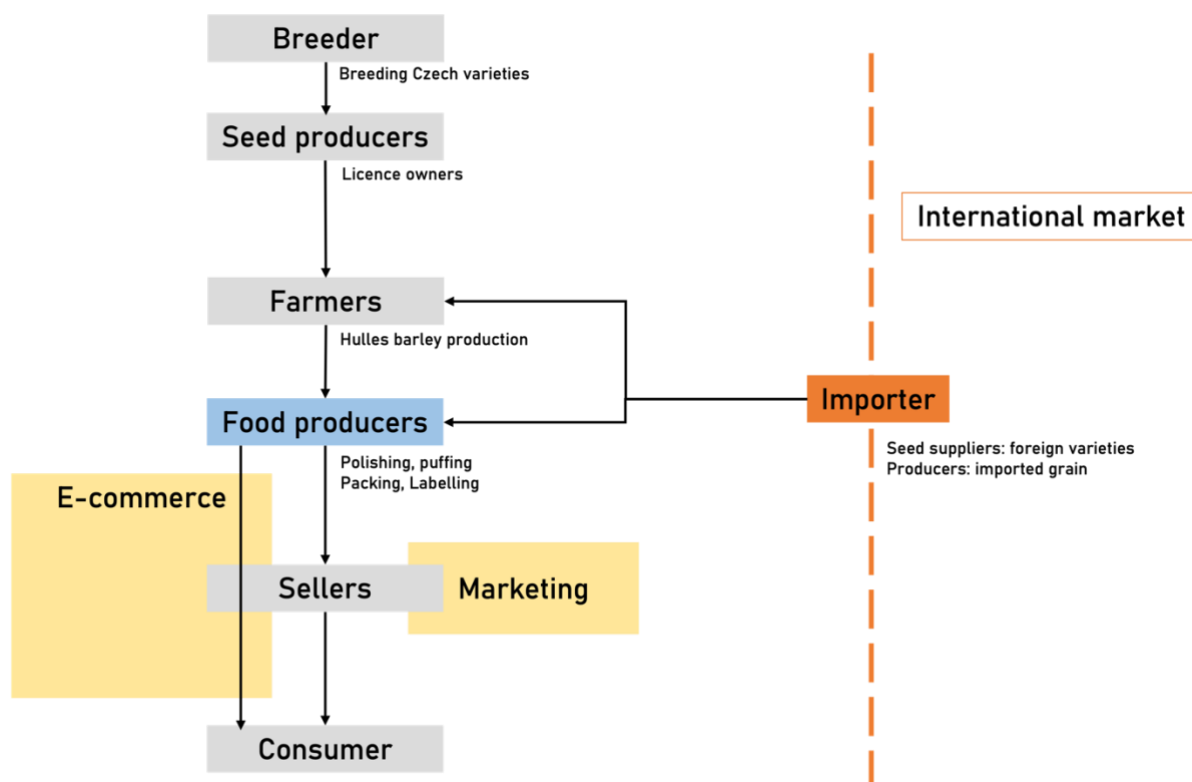 Breeder
Breeding Czech varieties
Seed producers
Licence owners
International market
Farmers
Hulles barley production
Importer
Food producers
Seed suppliers: foreign varieties
Producers: imported grain
Polishing, puffing
Packing, Labelling
E-commerce
Sellers
Marketing
Consumer